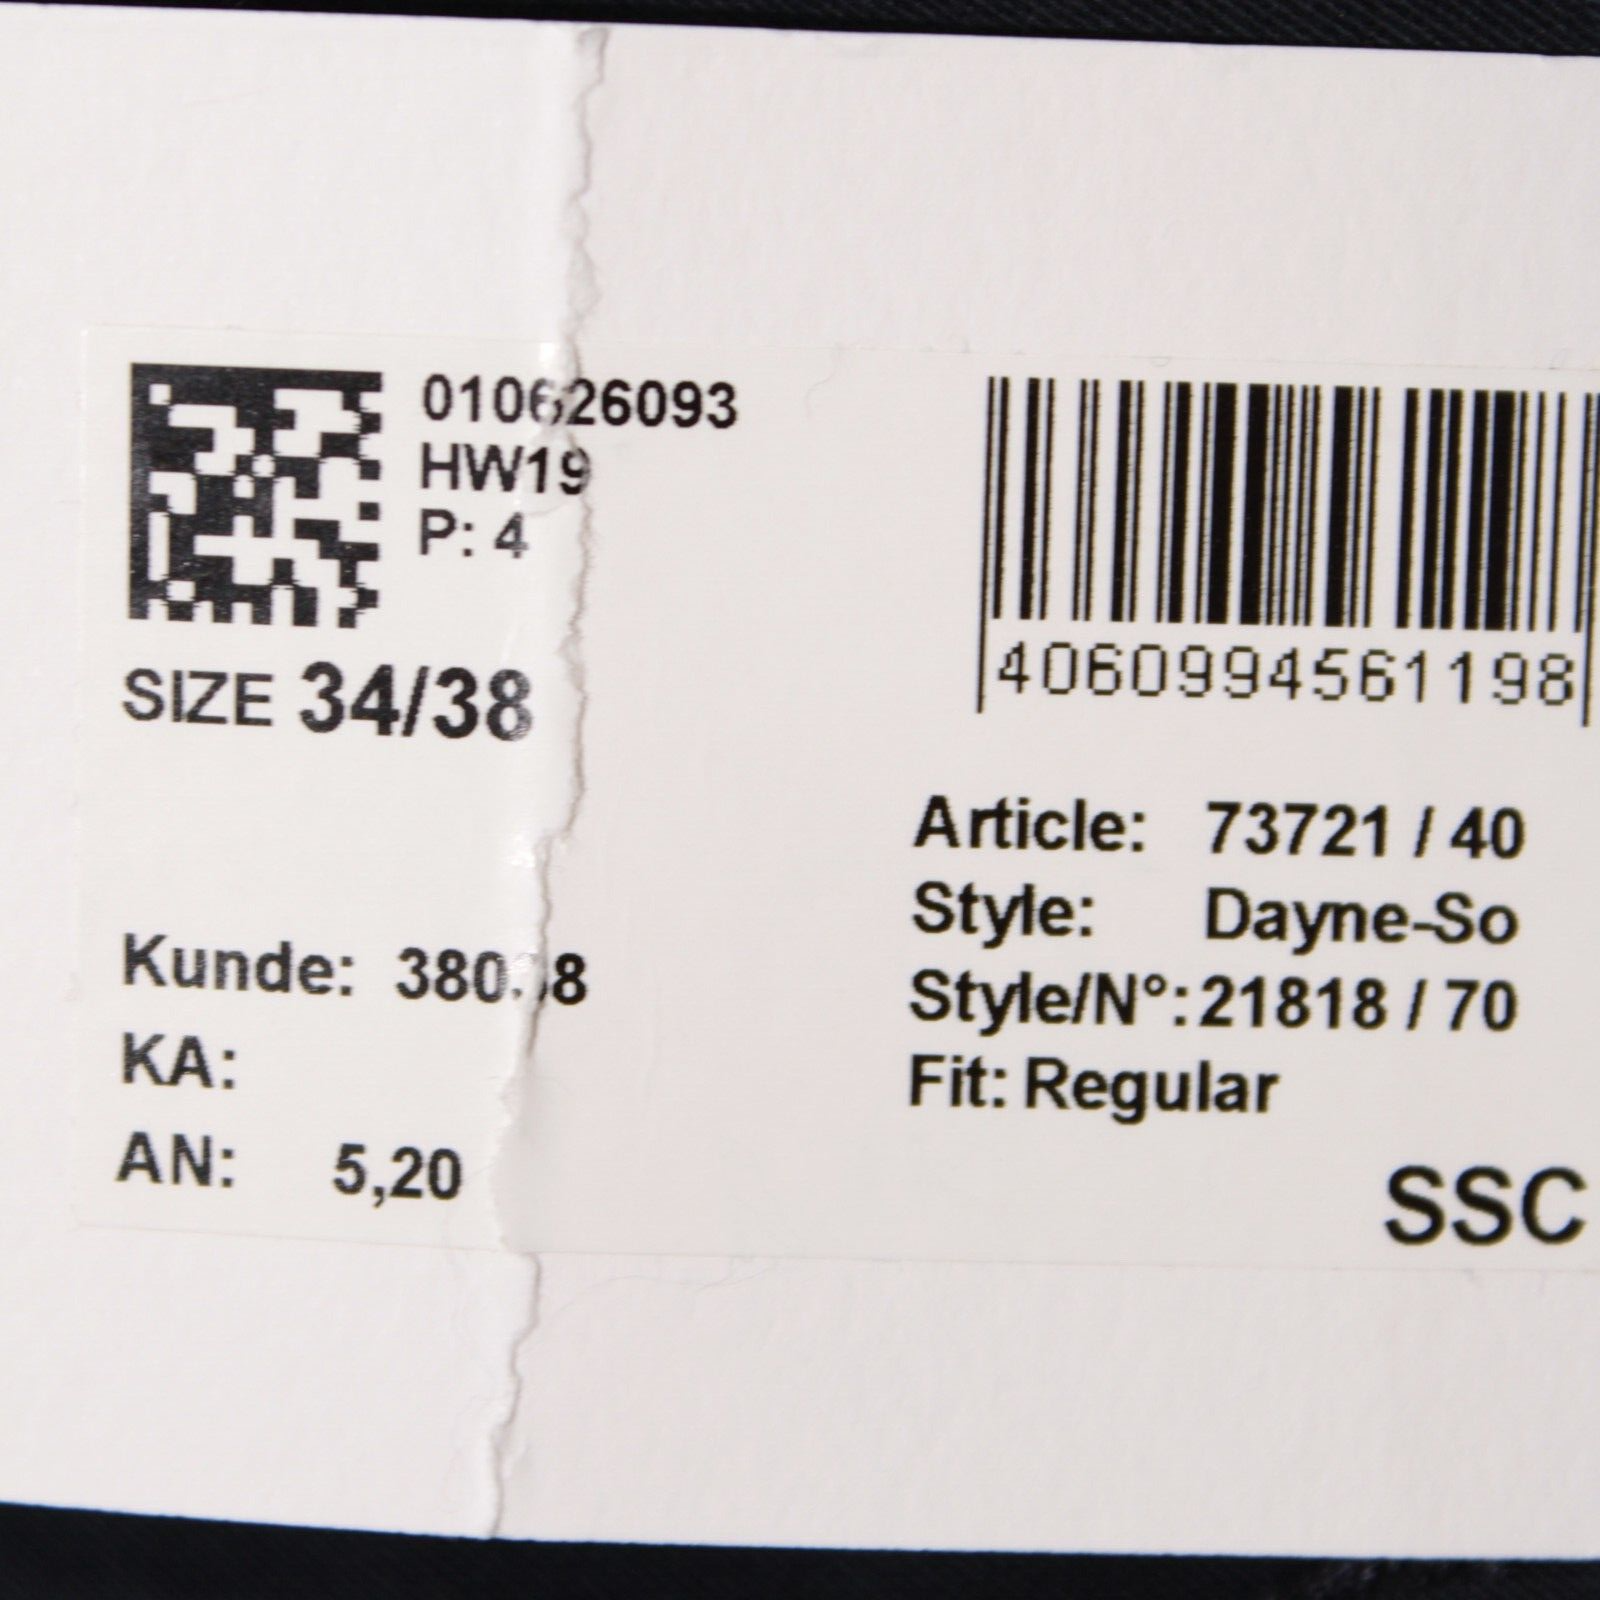 010626093
HW19
P: 4
SIZE 34/38
Kunde:
KA:
AN: 5,20
4060994561198
Article: 73721 / 40
Style: Dayne-So
Style/N°: 21818 / 70
Fit: Regular
SSC